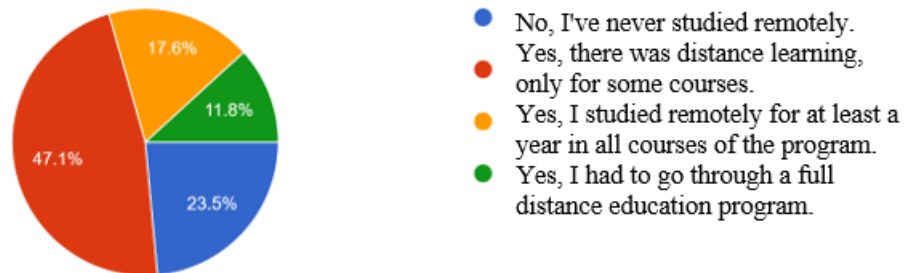 17.6%
11.8%
47.1%
23.5%
No, I've never studied remotely.
Yes, there was distance learning,
only for some courses.
Yes, I studied remotely for at least a
year in all courses of the program.
Yes, I had to go through a full
distance education program.